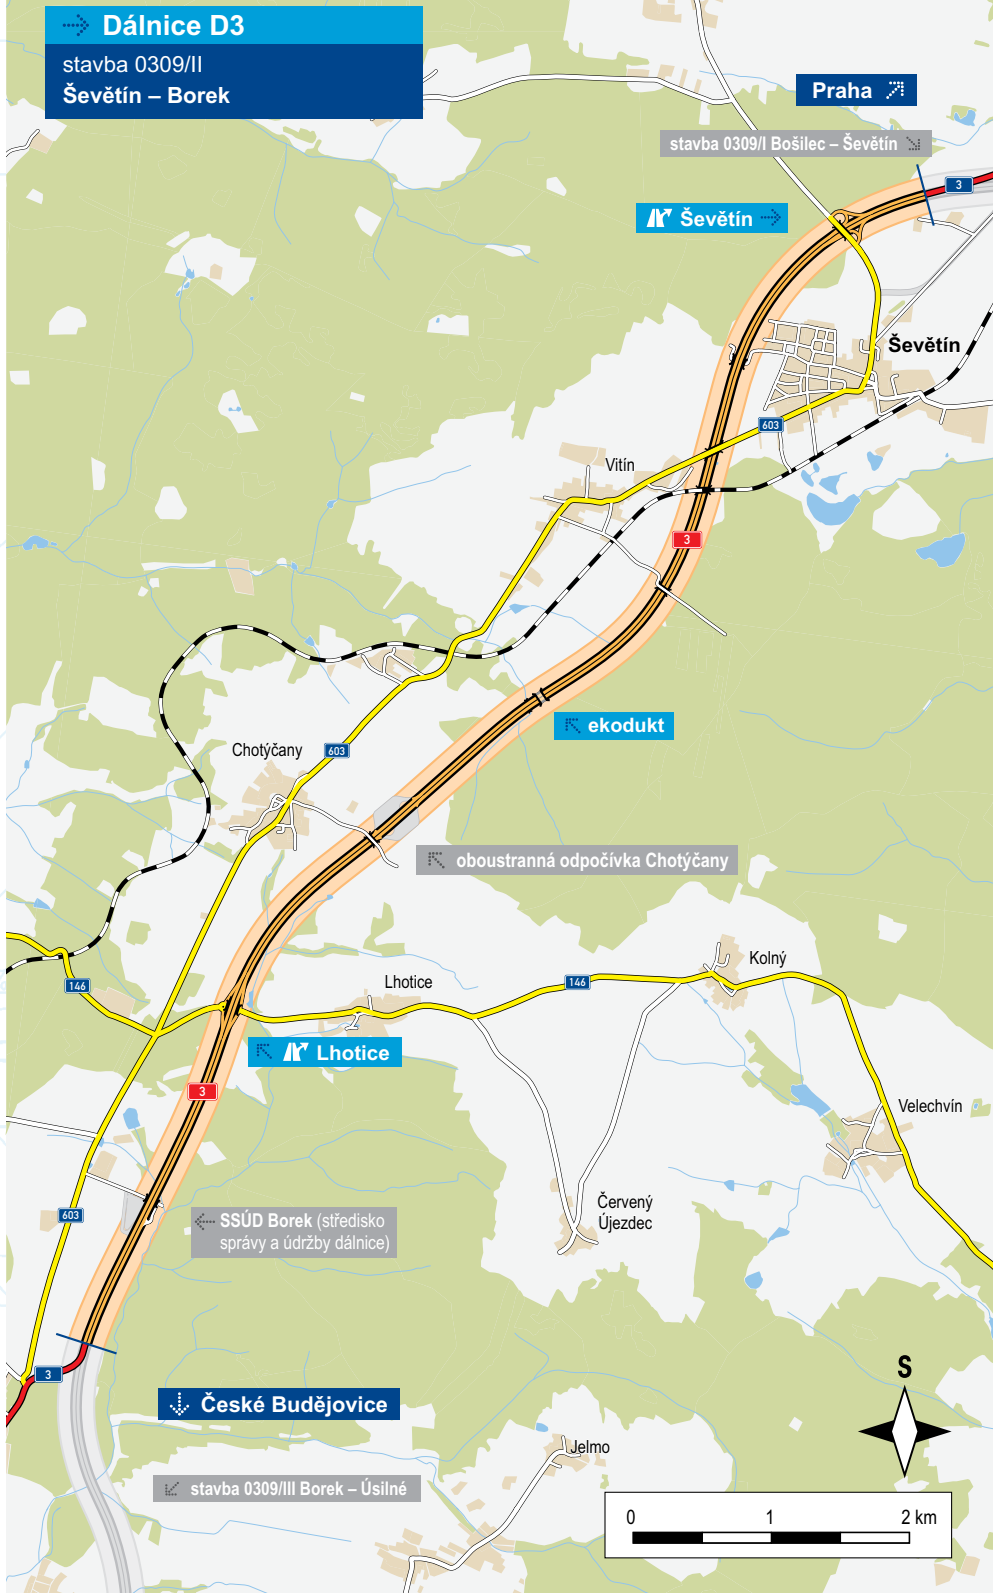 Dálnice D3
stavba 0309/II
Ševětín – Borek
Praha
stavba 0309/I Bošilec – Ševětín
3
Ševětín
Ševětín
603
Vitín
3
ekodukt
Chotýčany
603
oboustranná odpočívka Chotýčany
Kolný
146
Lhotice
146
Lhotice
3
Velechvín
Červený
Újezdec
603
SSÚD Borek (středisko
správy a údržby dálnice)
3
S
České Budějovice
Jelmo
stavba 0309/III Borek – Úsilné
0 1 2 km